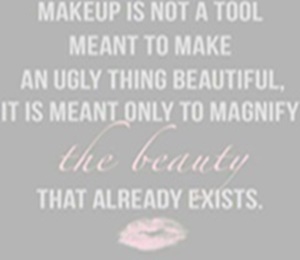 MAKEUP IS NOT A TOOL
MEANT TO MAKE
AN UGLY THING BEAUTIFUL,
IT IS MEANT ONLY TO MAGNIFY
the beauty
THAT ALREADY EXISTS.